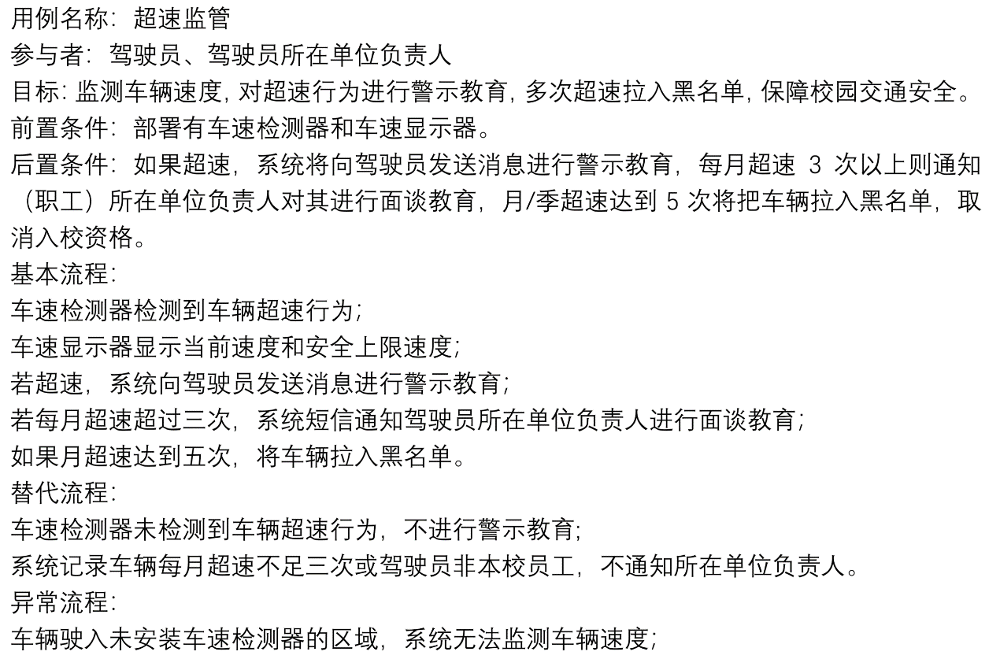 用例名称：超速监管
参与者：驾驶员、驾驶员所在单位负责人
目标：监测车辆速度，对超速行为进行警示教育，多次超速拉入黑名单，保障校园交通安全。
前置条件：部署有车速检测器和车速显示器。
后置条件：如果超速，系统将向驾驶员发送消息进行警示教育，每月超速 3 次以上则通知
（职工）所在单位负责人对其进行面谈教育，月/季超速达到 5 次将把车辆拉入黑名单，取
消入校资格。
基本流程：
车速检测器检测到车辆超速行为；
车速显示器显示当前速度和安全上限速度；
若超速，系统向驾驶员发送消息进行警示教育；
若每月超速超过三次，系统短信通知驾驶员所在单位负责人进行面谈教育；
如果月超速达到五次，将车辆拉入黑名单。
替代流程：
车速检测器未检测到车辆超速行为，不进行警示教育；
系统记录车辆每月超速不足三次或驾驶员非本校员工，不通知所在单位负责人。
异常流程：
车辆驶入未安装车速检测器的区域，系统无法监测车辆速度；